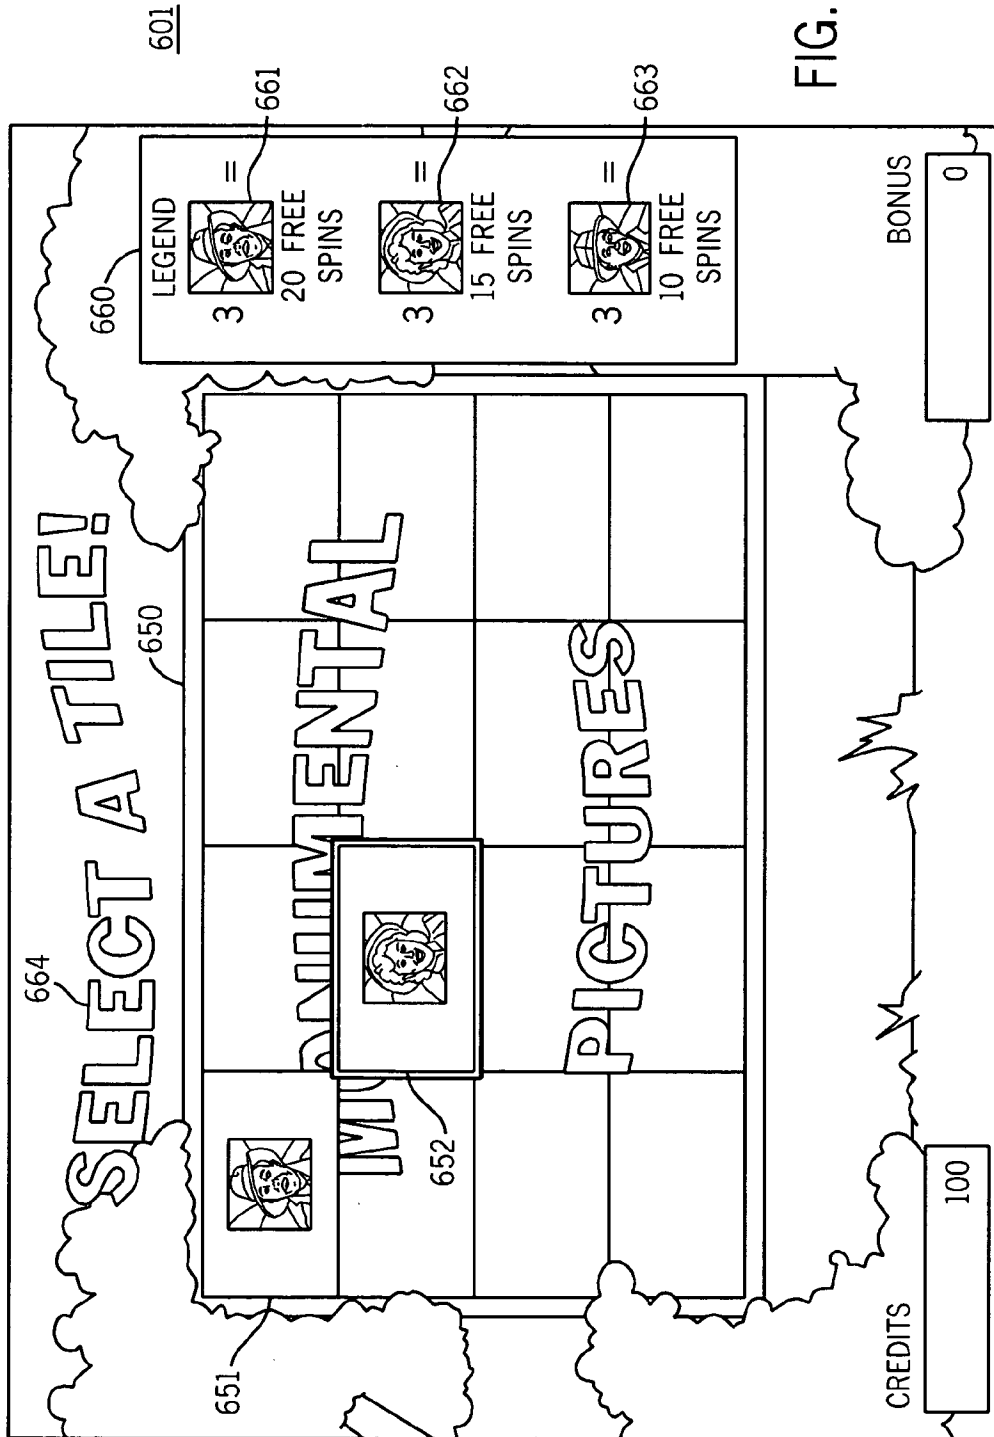 601
SELECT A TILE!
664
650
660
LEGEND
3 =
20 FREE
SPINS
661
3 =
15 FREE
SPINS
662
3 =
10 FREE
SPINS
663
651
MONUMENTAL
652
PICTURES
CREDITS
100
BONUS
0
FIG.